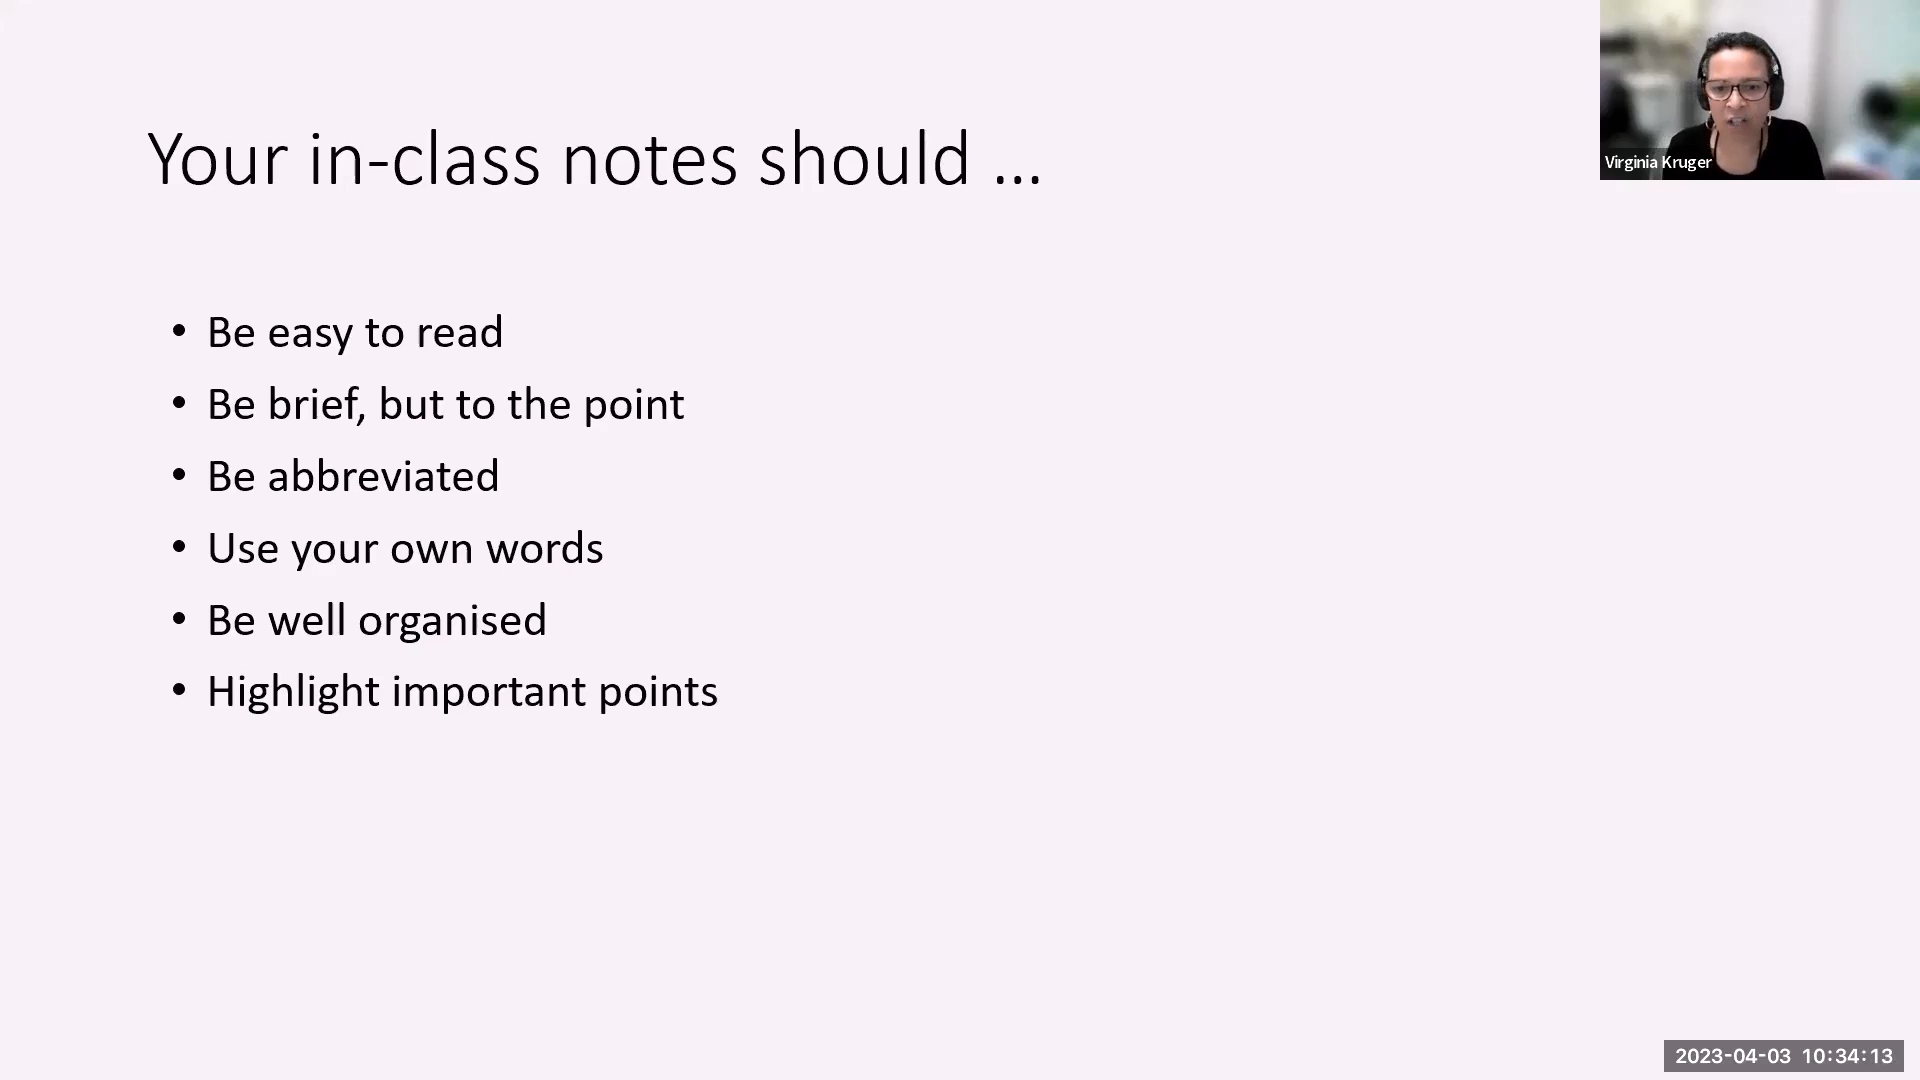 Your in-class notes should ...
• Be easy to read
• Be brief, but to the point
• Be abbreviated
• Use your own words
• Be well organised
• Highlight important points
Virginia Kruger
2023-04-03 10:34:13